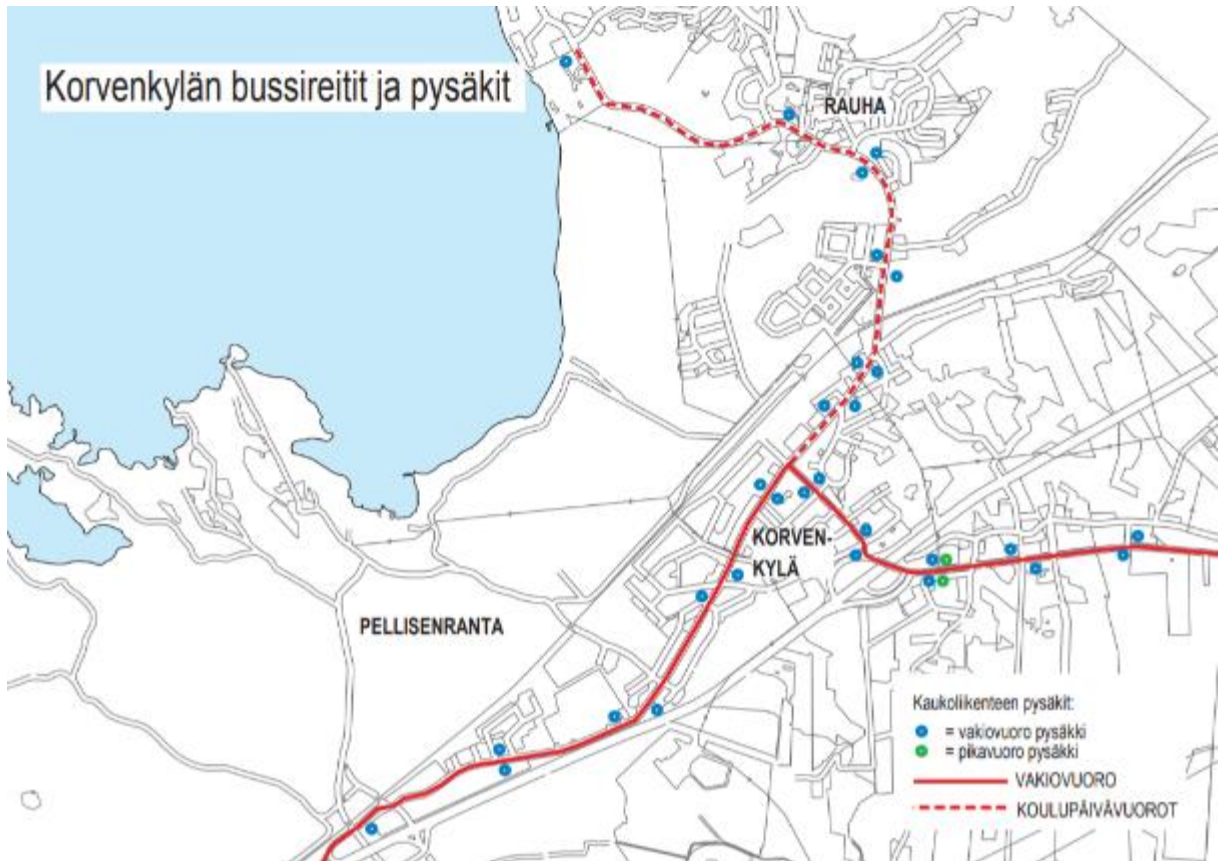 Korvenkylän bussireitit ja pysäkit
RAUHA
KORVEN-
KYLÄ
PELLISENRANTA
Kaukoliikenteen pysäkit:
= vakiovuoro pysäkki
= pikavuoro pysäkki
VAKIOVUORO
KOULUPÄIVÄVUOROT